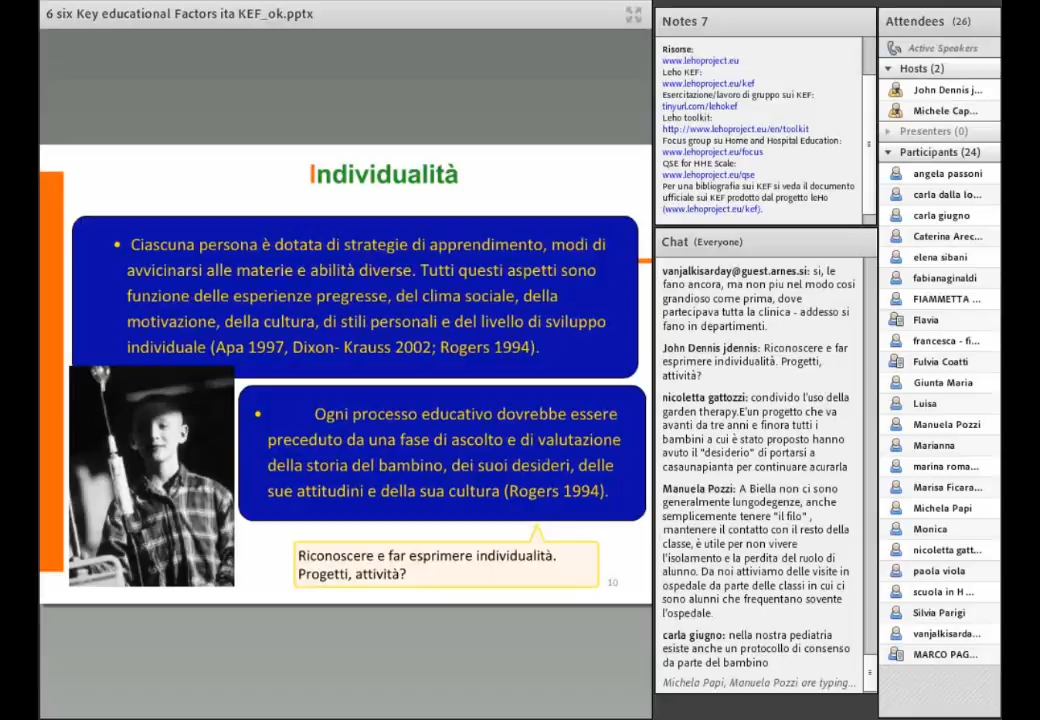 6 six Key educational Factors ita KEF_ok.pptx
Individualità
• Ciascuna persona è dotata di strategie di apprendimento, modi di
avvicinarsi alle materie e abilità diverse. Tutti questi aspetti sono
funzione delle esperienze pregresse, del clima sociale, della
motivazione, della cultura, di stili personali e del livello di sviluppo
individuale (Apa 1997, Dixon- Krauss 2002; Rogers 1994).
• Ogni processo educativo dovrebbe essere
preceduto da una fase di ascolto e di valutazione
della storia del bambino, dei suoi desideri, delle
sue attitudini e della sua cultura (Rogers 1994).
Riconoscere e far esprimere individualità.
Progetti, attività?
10
Notes 7
Risorse:
www.lehoproject.eu
Leho KEF:
www.lehoproject.eu/kef
Esercitazione/lavoro di gruppo sui KEF:
tinyurl.com/lehokef
Leho toolkit:
http://www.lehoproject.eu/en/toolkit
Focus group su Home and Hospital Education:
www.lehoproject.eu/focus
QSE for HHE Scale:
www.lehoproject.eu/qse
Per una bibliografia sui KEF si veda il documento
ufficiale sui KEF prodotto dal progetto leHo
(www.lehoproject.eu/kef).
Chat (Everyone)
vanjalkisarday@guest.arnes.si: si, le
fano ancora, ma non piu nel modo cosi
grandioso come prima, dove
partecipava tutta la clinica - addesso si
fano in departimenti.
John Dennis jdennis: Riconoscere e far
esprimere individualità. Progetti,
attività?
nicoletta gattozzi: condivido l'uso della
garden therapy.E'un progetto che va
avanti da tre anni e finora tutti i
bambini a cui è stato proposto hanno
avuto il "desiderio" di portarsi a
casaunapianta per continuare acurarla
Manuela Pozzi: A Biella non ci sono
generalmente lungodegenze, anche
semplicemente tenere "il filo" ,
mantenere il contatto con il resto della
classe, è utile per non vivere
l'isolamento e la perdita del ruolo di
alunno. Da noi attiviamo delle visite in
ospedale da parte delle classi in cui ci
sono alunni che frequentano sovente
l'ospedale.
carla giugno: nella nostra pediatria
esiste anche un protocollo di consenso
da parte del bambino
Michela Papi, Manuela Pozzi are typing...
Attendees (26)
Active Speakers
Hosts (2)
John Dennis j...
Michele Cap...
Presenters (0)
Participants (24)
angela passoni
carla dalla lo...
carla giugno
Caterina Arec...
elena sibani
fabianaginaldi
FIAMMETTA ...
Flavia
francesca - fi...
Fulvia Coatti
Giunta Maria
Luisa
Manuela Pozzi
Marianna
marina roma...
Marisa Ficara...
Michela Papi
Monica
nicoletta gatt...
paola viola
scuola in H ...
Silvia Parigi
vanjalkisarda...
MARCO PAG...